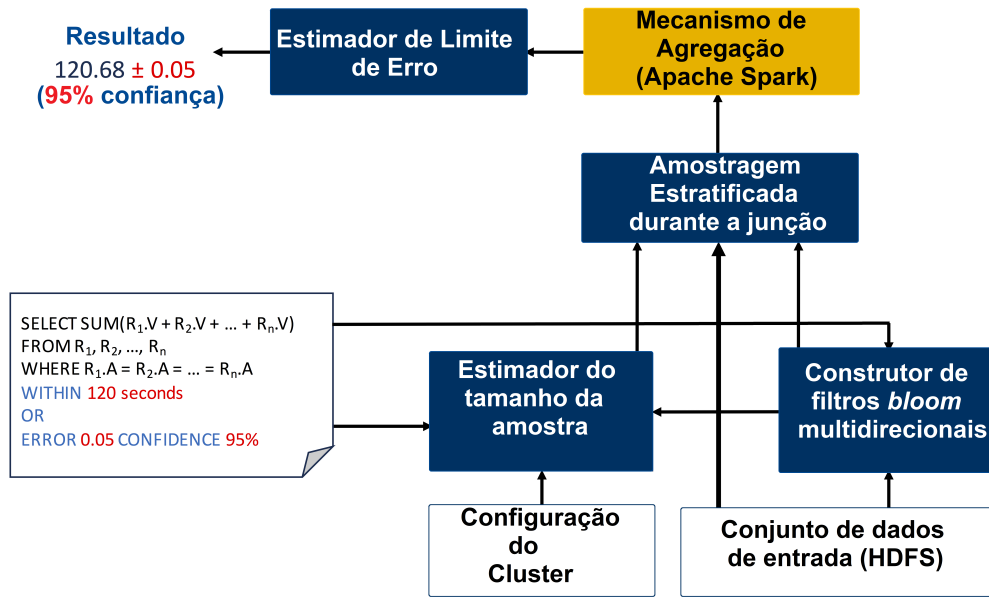 Resultado
120.68 ± 0.05
(95% confiança)
Estimador de Limite
de Erro
Mecanismo de
Agregação
(Apache Spark)
Amostragem
Estratificada
durante a junção
SELECT SUM(R₁.V + R₂.V + ... + Rₙ.V)
FROM R₁, R₂, ..., Rₙ
WHERE R₁.A = R₂.A = ... = Rₙ.A
WITHIN 120 seconds
OR
ERROR 0.05 CONFIDENCE 95%
Estimador do
tamanho da
amostra
Construtor de
filtros bloom
multidirecionais
Configuração
do
Cluster
Conjunto de dados
de entrada (HDFS)